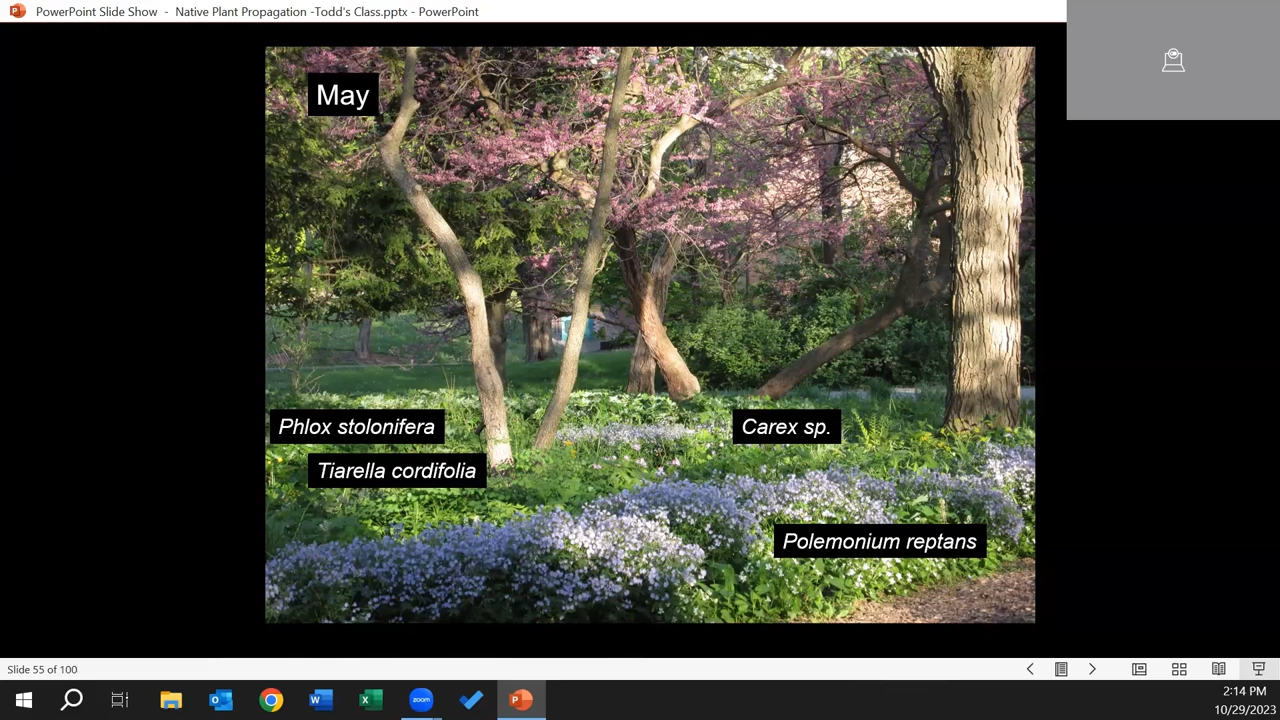 PowerPoint Slide Show - Native Plant Propagation -Todd's Class.pptx - PowerPoint
May
Phlox stolonifera
Carex sp.
Tiarella cordifolia
Polemonium reptans
Slide 55 of 100
zoom
2:14 PM
10/29/2023